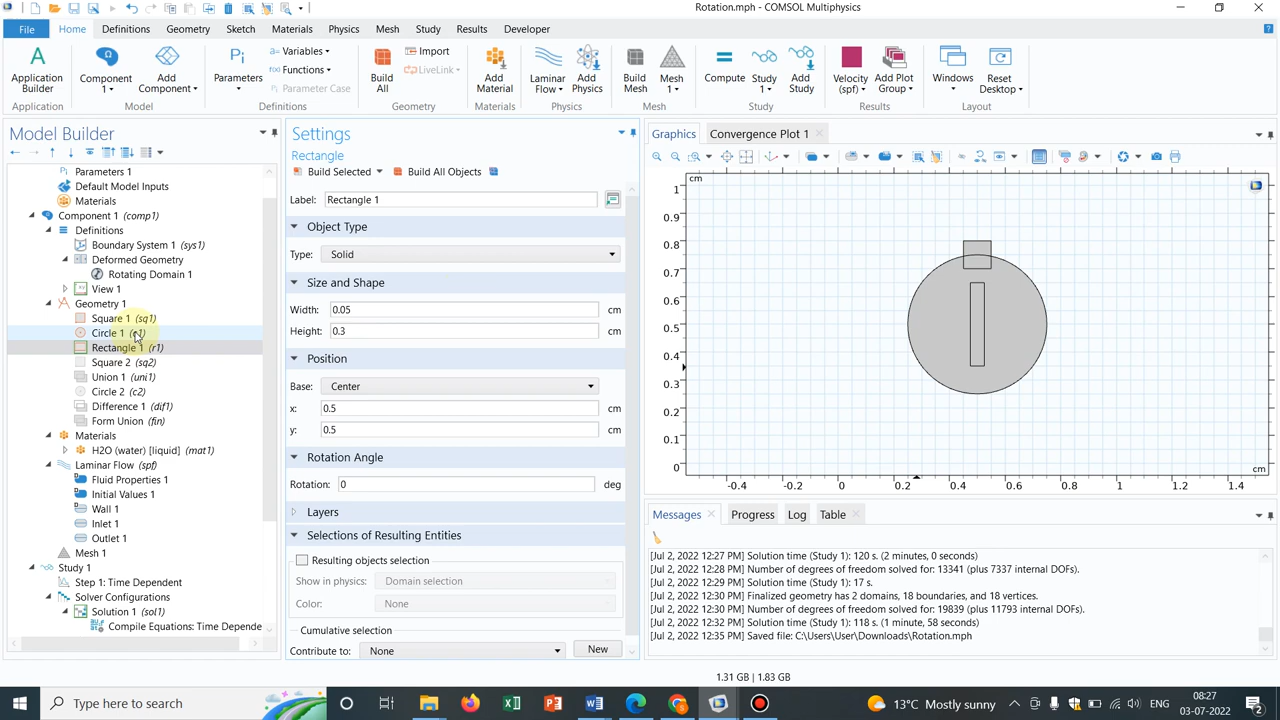 Rotation.mph - COMSOL Multiphysics
File Home Definitions Geometry Sketch Materials Physics Mesh Study Results Developer
Application Builder
Component 1
Add Component
Parameters
a= Variables
f(x)= Functions
Pi Parameter Case
Build All
Import
LiveLink
Add Material
Laminar Flow
Add Physics
Build Mesh
Mesh 1
Compute
Study 1
Add Study
Velocity (spf)
Add Plot Group
Windows
Reset Desktop
Application Model Definitions Geometry Materials Physics Mesh Study Results Layout
Model Builder
Parameters 1
Default Model Inputs
Materials
Component 1 (comp1)
Definitions
Boundary System 1 (sys1)
Deformed Geometry
Rotating Domain 1
View 1
Geometry 1
Square 1 (sq1)
Circle 1 (c1)
Rectangle 1 (r1)
Square 2 (sq2)
Union 1 (uni1)
Circle 2 (c2)
Difference 1 (dif1)
Form Union (fin)
Materials
H2O (water) [liquid] (mat1)
Laminar Flow (spf)
Fluid Properties 1
Initial Values 1
Wall 1
Inlet 1
Outlet 1
Mesh 1
Study 1
Step 1: Time Dependent
Solver Configurations
Solution 1 (sol1)
Compile Equations: Time Depende
Settings
Rectangle
Build Selected Build All Objects
Label: Rectangle 1
Object Type
Type: Solid
Size and Shape
Width: 0.05
Height: 0.3
Position
Base: Center
x: 0.5 cm
y: 0.5 cm
Rotation Angle
Rotation: 0 deg
Layers
Selections of Resulting Entities
Resulting objects selection
Show in physics: Domain selection
Color: None
Cumulative selection
Contribute to: None New
Graphics Convergence Plot 1
cm
1
0.9
0.8
0.7
0.6
0.5
0.4
0.3
0.2
0.1
0
cm
-0.4 -0.2 0 0.2 0.4 0.6 0.8 1 1.2 1.4
Messages Progress Log Table
[Jul 2, 2022 12:27 PM] Solution time (Study 1): 120 s. (2 minutes, 0 seconds)
[Jul 2, 2022 12:28 PM] Number of degrees of freedom solved for: 13341 (plus 7337 internal DOFs).
[Jul 2, 2022 12:29 PM] Solution time (Study 1): 17 s.
[Jul 2, 2022 12:30 PM] Finalized geometry has 2 domains, 18 boundaries, and 18 vertices.
[Jul 2, 2022 12:30 PM] Number of degrees of freedom solved for: 19839 (plus 11793 internal DOFs).
[Jul 2, 2022 12:32 PM] Solution time (Study 1): 118 s. (1 minute, 58 seconds)
[Jul 2, 2022 12:35 PM] Saved file: C:\Users\User\Downloads\Rotation.mph
1.31 GB | 1.83 GB
Type here to search
13°C Mostly sunny
ENG
08:27
03-07-2022
2